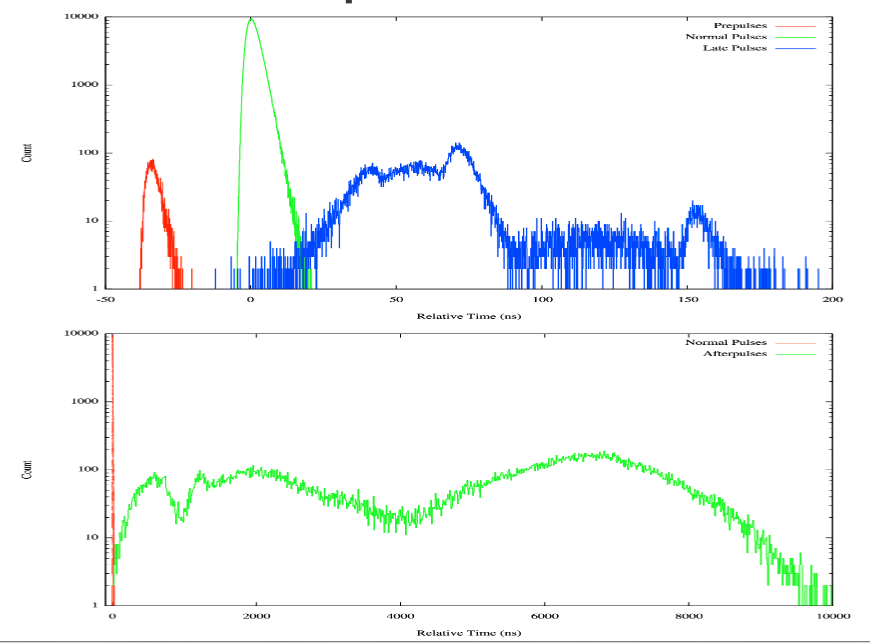 10000
1000
100
10
1
Count
Prepulses
Normal Pulses
Late Pulses
-50
0
50
100
150
200
Relative Time (ns)
10000
1000
100
10
1
Count
Normal Pulses
Afterpulses
0
2000
4000
6000
8000
10000
Relative Time (ns)